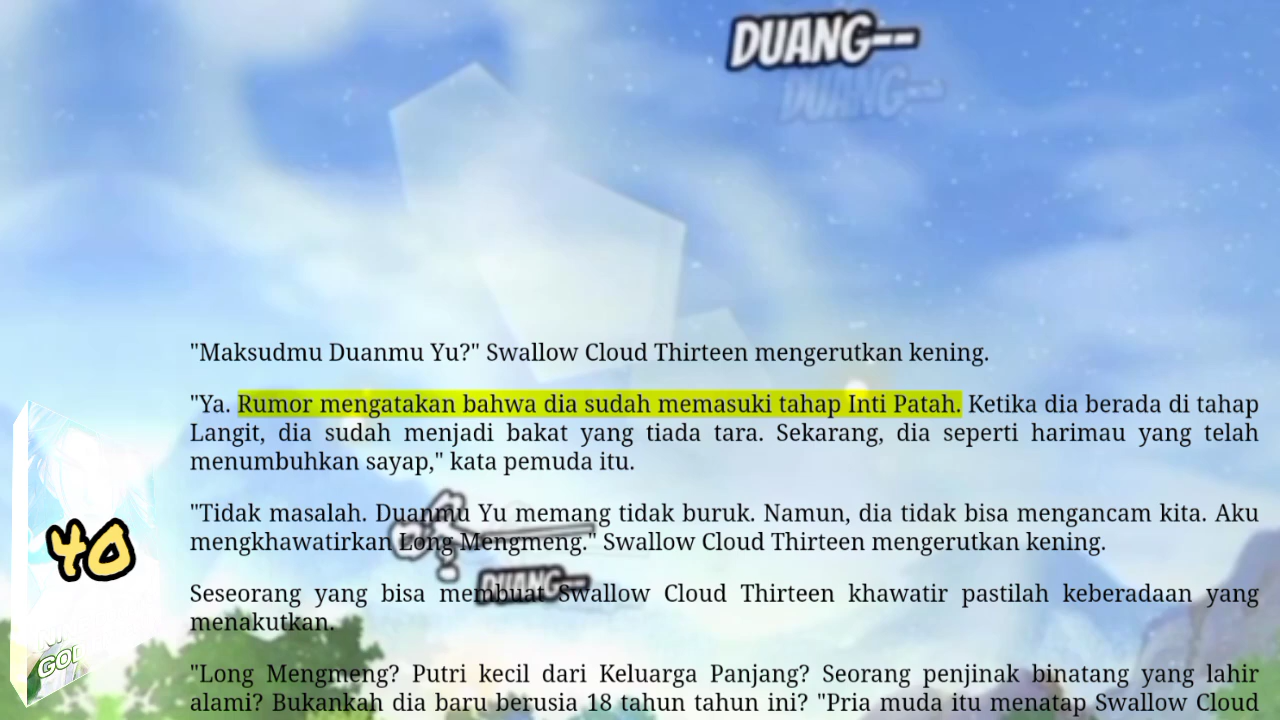 DUANG--
DUANG--
"Maksudmu Duanmu Yu?" Swallow Cloud Thirteen mengerutkan kening.
"Ya. Rumor mengatakan bahwa dia sudah memasuki tahap Inti Patah. Ketika dia berada di tahap
Langit, dia sudah menjadi bakat yang tiada tara. Sekarang, dia seperti harimau yang telah
menumbuhkan sayap," kata pemuda itu.
"Tidak masalah. Duanmu Yu memang tidak buruk. Namun, dia tidak bisa mengancam kita. Aku
mengkhawatirkan Long Mengmeng." Swallow Cloud Thirteen mengerutkan kening.
DUANG--
Seseorang yang bisa membuat Swallow Cloud Thirteen khawatir pastilah keberadaan yang
menakutkan.
"Long Mengmeng? Putri kecil dari Keluarga Panjang? Seorang penjinak binatang yang lahir
alami? Bukankah dia baru berusia 18 tahun tahun ini? "Pria muda itu menatap Swallow Cloud
40